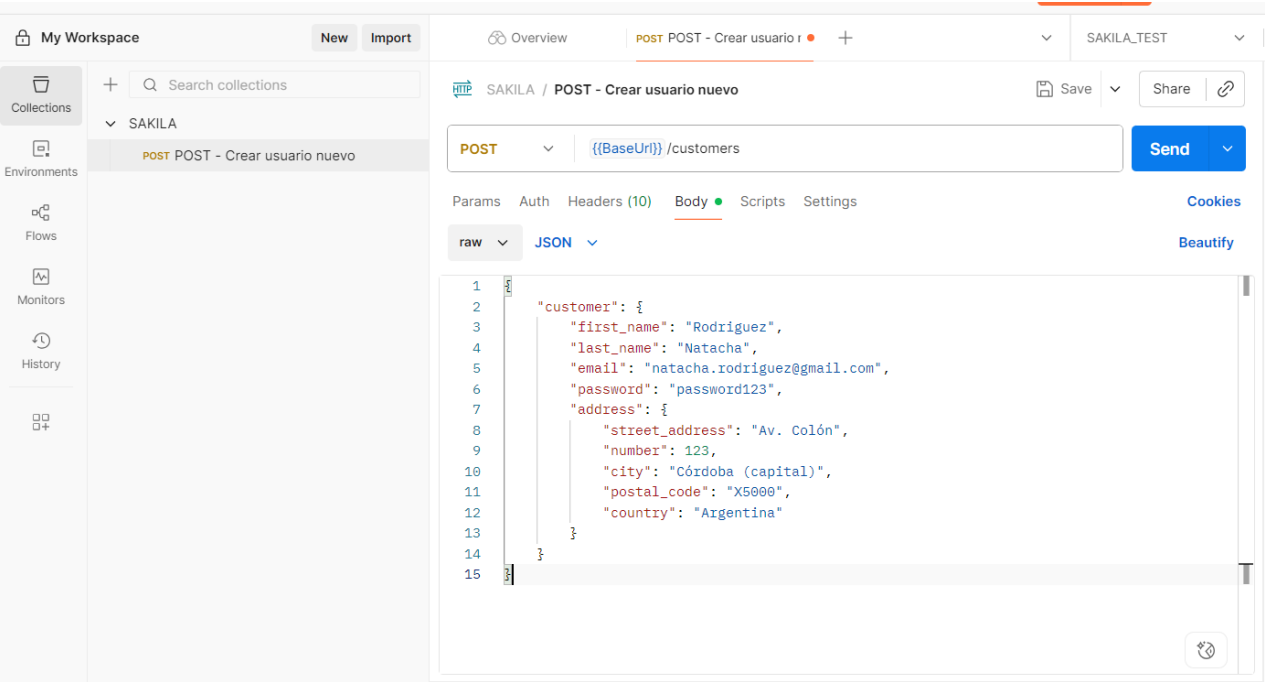 My Workspace
New
Import
Overview
POST POST - Crear usuario r
SAKILA_TEST
Collections
Environments
Flows
Monitors
History
Search collections
SAKILA
POST POST - Crear usuario nuevo
HTTP SAKILA / POST - Crear usuario nuevo
Save
Share
POST
{{BaseUrl}} /customers
Send
Params
Auth
Headers (10)
Body
Scripts
Settings
Cookies
raw
JSON
Beautify
1 {
2 "customer": {
3 "first_name": "Rodriguez",
4 "last_name": "Natacha",
5 "email": "natacha.rodriguez@gmail.com",
6 "password": "password123",
7 "address": {
8 "street_address": "Av. Colón",
9 "number": 123,
10 "city": "Córdoba (capital)",
11 "postal_code": "X5000",
12 "country": "Argentina"
13 }
14 }
15 }